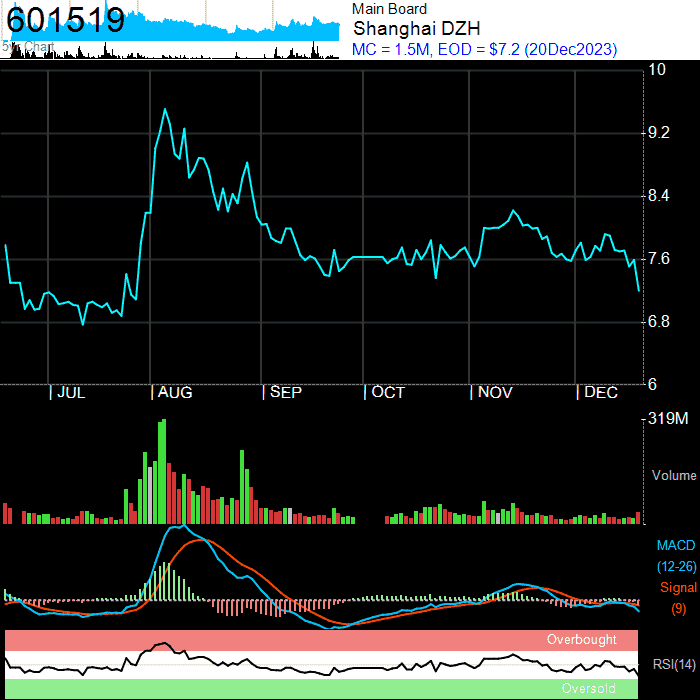 601519
5yr Chart
Main Board
Shanghai DZH
MC = 1.5M, EOD = $7.2 (20Dec2023)
10
9.2
8.4
7.6
6.8
6
| JUL | AUG | SEP | OCT | NOV | DEC
319M
Volume
MACD
(12-26)
Signal
(9)
Overbought
RSI(14)
Oversold